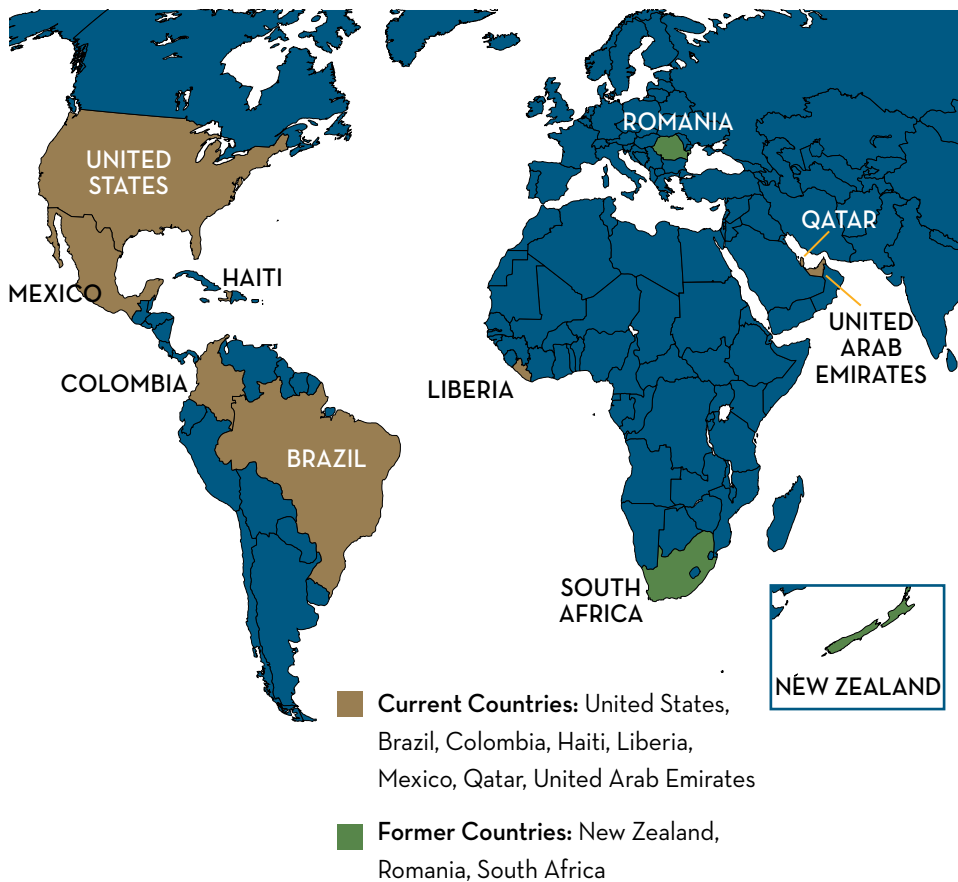 UNITED
STATES
MEXICO
HAITI
COLOMBIA
BRAZIL
ROMANIA
QATAR
UNITED
ARAB
EMIRATES
LIBERIA
SOUTH
AFRICA
NEW ZEALAND
Current Countries: United States,
Brazil, Colombia, Haiti, Liberia,
Mexico, Qatar, United Arab Emirates
Former Countries: New Zealand,
Romania, South Africa